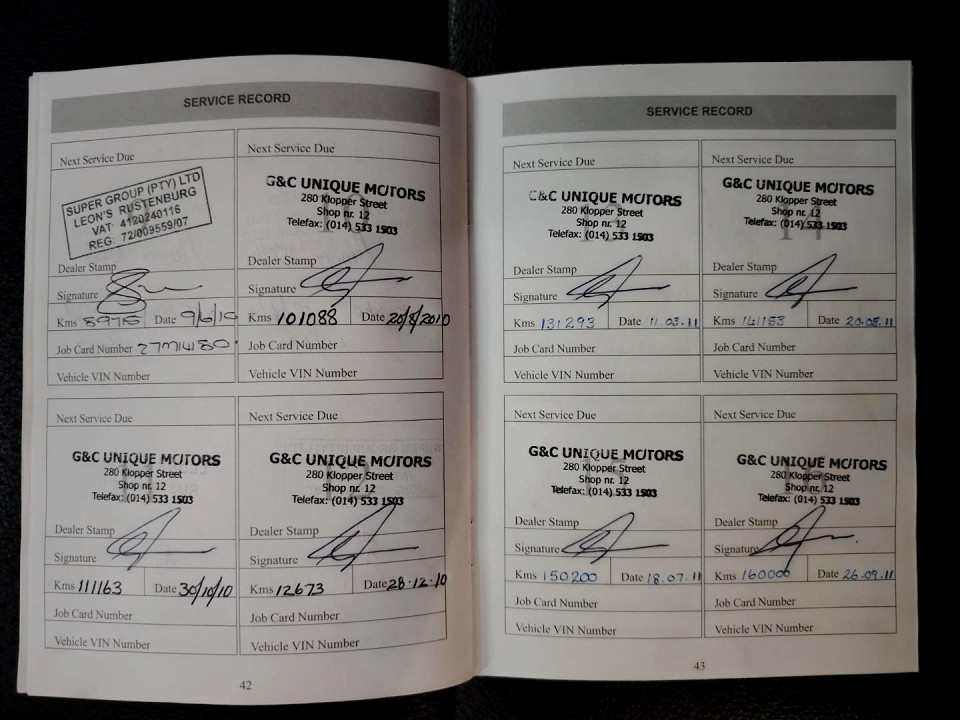 SERVICE RECORD
Next Service Due
SUPER GROUP (PTY) LTD
LEON'S RUSTENBURG
VAT: 4120240116
REG: 72/009559/07
Dealer Stamp
Signature
Kms 89715 Date 9/6/10
Job Card Number
Vehicle VIN Number
Next Service Due
G&C UNIQUE MOTORS
280 Klopper Street
Shop nr. 12
Telefax: (014) 533 1503
Dealer Stamp
Signature
Kms 101088 Date 20/8/2010
Job Card Number
Vehicle VIN Number
Next Service Due
G&C UNIQUE MOTORS
280 Klopper Street
Shop nr. 12
Telefax: (014) 533 1503
Dealer Stamp
Signature
Kms 111163 Date 30/10/10
Job Card Number
Vehicle VIN Number
Next Service Due
G&C UNIQUE MOTORS
280 Klopper Street
Shop nr. 12
Telefax: (014) 533 1503
Dealer Stamp
Signature
Kms 12673 Date 28.12.10
Job Card Number
Vehicle VIN Number
42
SERVICE RECORD
Next Service Due
G&C UNIQUE MOTORS
280 Klopper Street
Shop nr. 12
Telefax: (014) 533 1503
Dealer Stamp
Signature
Kms 131293 Date 11.03.11
Job Card Number
Vehicle VIN Number
Next Service Due
G&C UNIQUE MOTORS
280 Klopper Street
Shop nr. 12
Telefax: (014) 533 1503
Dealer Stamp
Signature
Kms 141153 Date 20.05.11
Job Card Number
Vehicle VIN Number
Next Service Due
G&C UNIQUE MOTORS
280 Klopper Street
Shop nr. 12
Telefax: (014) 533 1503
Dealer Stamp
Signature
Kms 150200 Date 18.07.11
Job Card Number
Vehicle VIN Number
Next Service Due
G&C UNIQUE MOTORS
280 Klopper Street
Shop nr. 12
Telefax: (014) 533 1503
Dealer Stamp
Signature
Kms 160000 Date 26.09.11
Job Card Number
Vehicle VIN Number
43